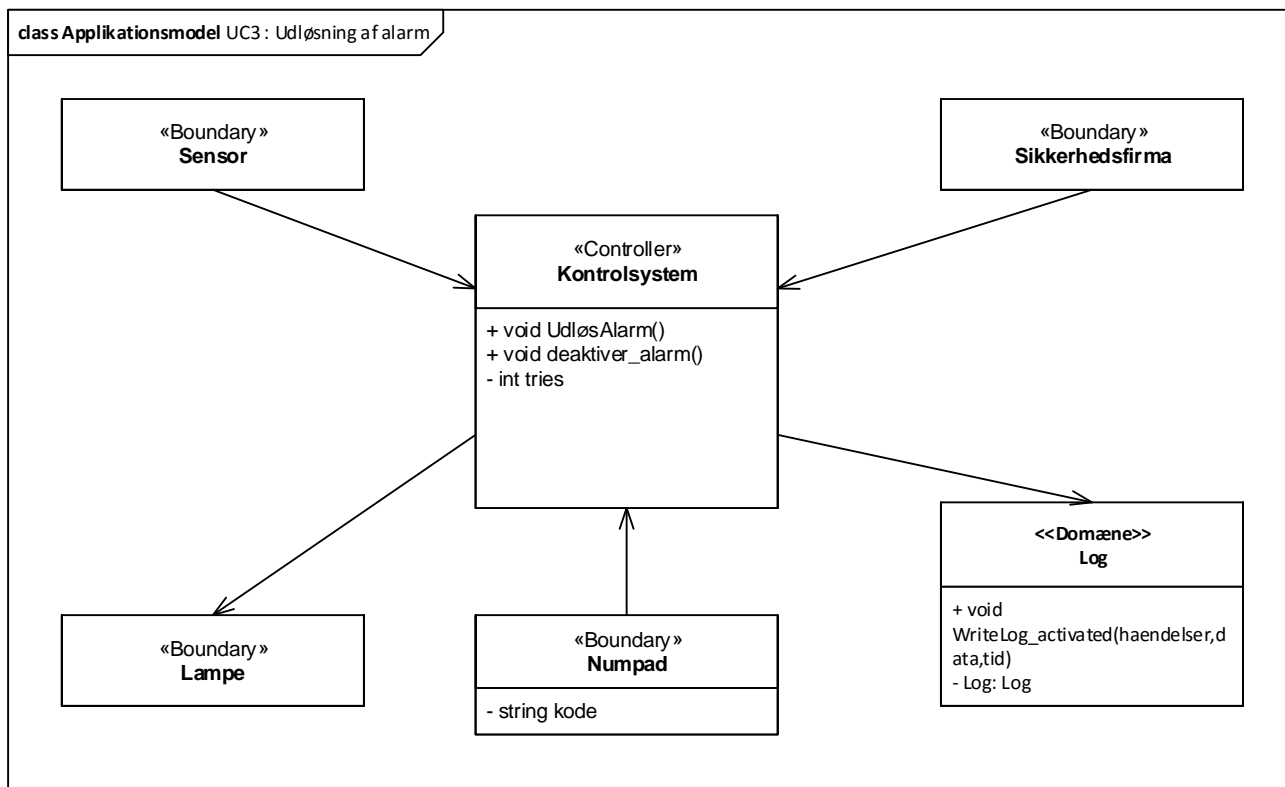 class Applikationsmodel UC3 : Udløsning af alarm
«Boundary»
Sensor
«Boundary»
Sikkerhedsfirma
«Controller»
Kontrolsystem
+ void UdløsAlarm()
+ void deaktiver_alarm()
- int tries
«Boundary»
Lampe
«Boundary»
Numpad
- string kode
<<Domæne>>
Log
+ void
WriteLog_activated(haendelser,d
ata,tid)
- Log: Log